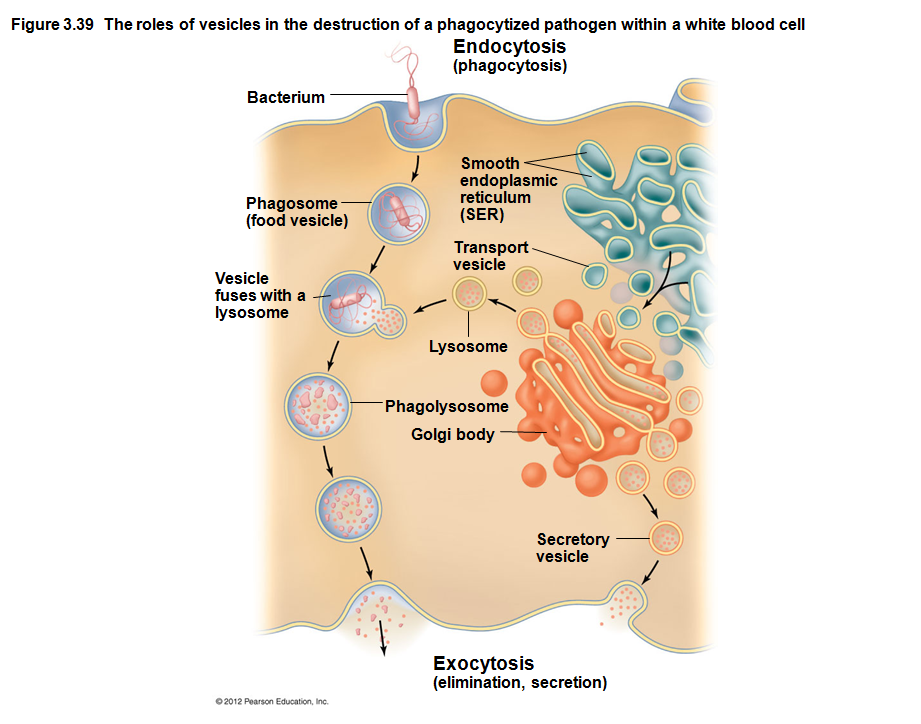 Figure 3.39 The roles of vesicles in the destruction of a phagocytized pathogen within a white blood cell
Endocytosis
(phagocytosis)
Bacterium
Smooth
endoplasmic
reticulum
(SER)
Phagosome
(food vesicle)
Transport
vesicle
Vesicle
fuses with a
lysosome
Lysosome
Phagolysosome
Golgi body
Secretory
vesicle
Exocytosis
(elimination, secretion)
© 2012 Pearson Education, Inc.